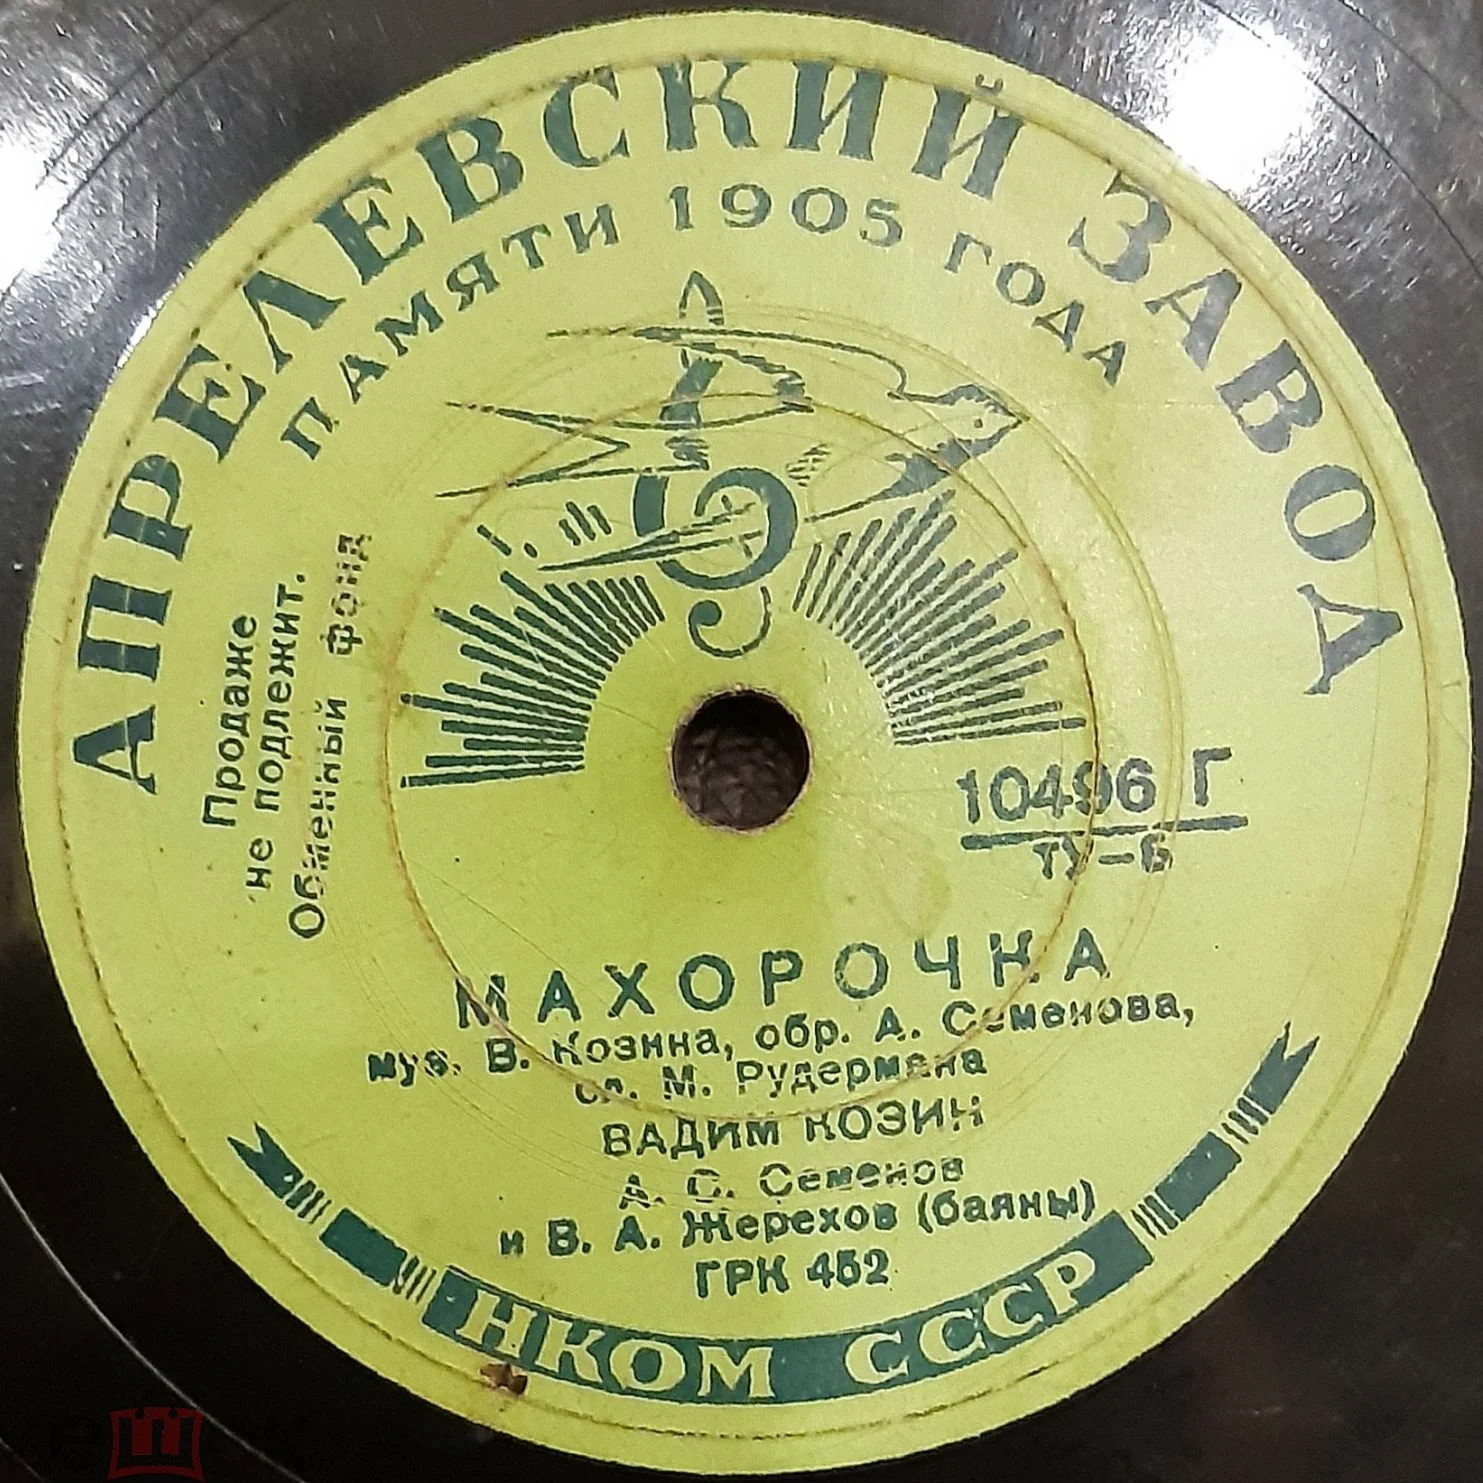 АПРЕЛЕВСКИЙ ЗАВОД
ПАМЯТИ 1905 ГОДА
Продаже
не подлежит.
Обменный фонд
10496 Г
ТУ—Б
МАХОРОЧКА
муз. В. Козина, обр. А. Семенова,
сл. М. Рудермана
ВАДИМ КОЗИН
А. С. Семенов
и В. А. Жерехов (баяны)
ГРК 452
НКОМ СССР